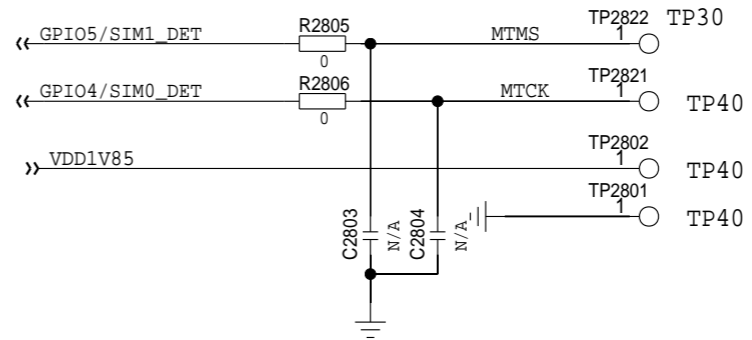 TP2822 TP30
R2805
GPIO5/SIM1_DET MTMS 1
0
R2806 TP2821
GPIO4/SIM0_DET MTCK 1
0 TP40
TP2802
VDD1V85 1
TP40
TP2801
1
TP40
C2803 N/A C2804 N/A